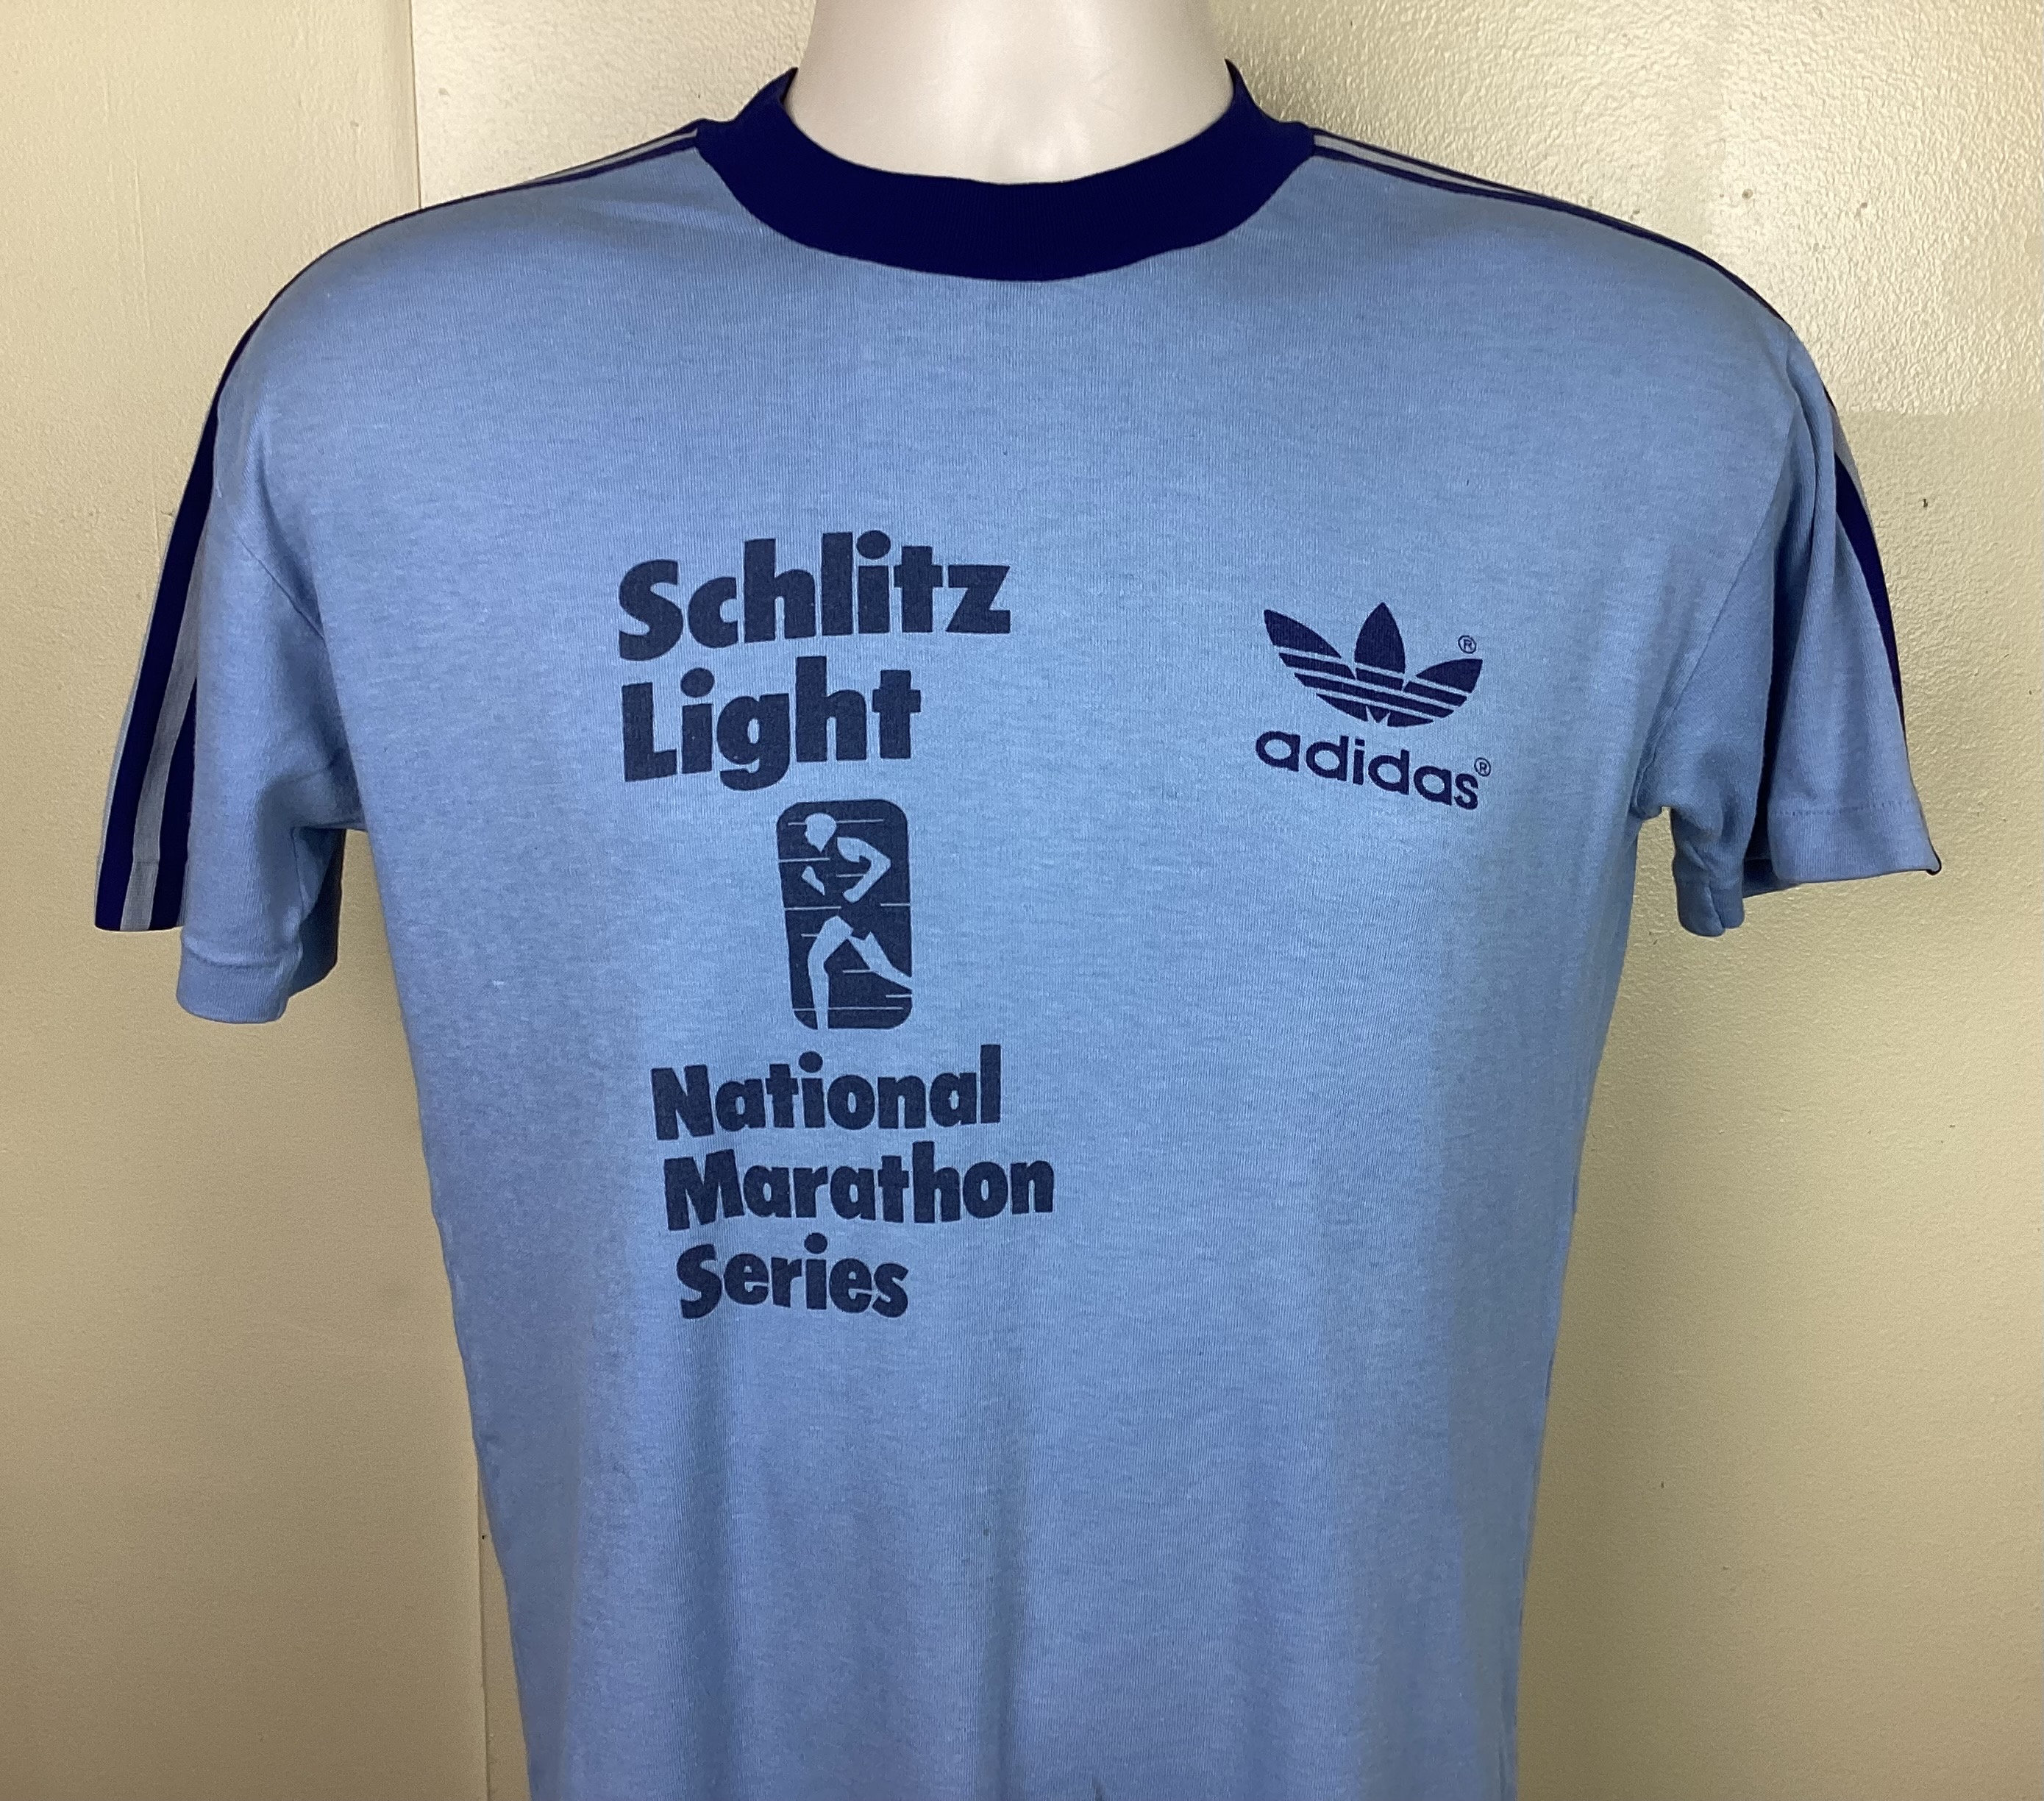 Schlitz
Light
National
Marathon
Series
®
adidas®